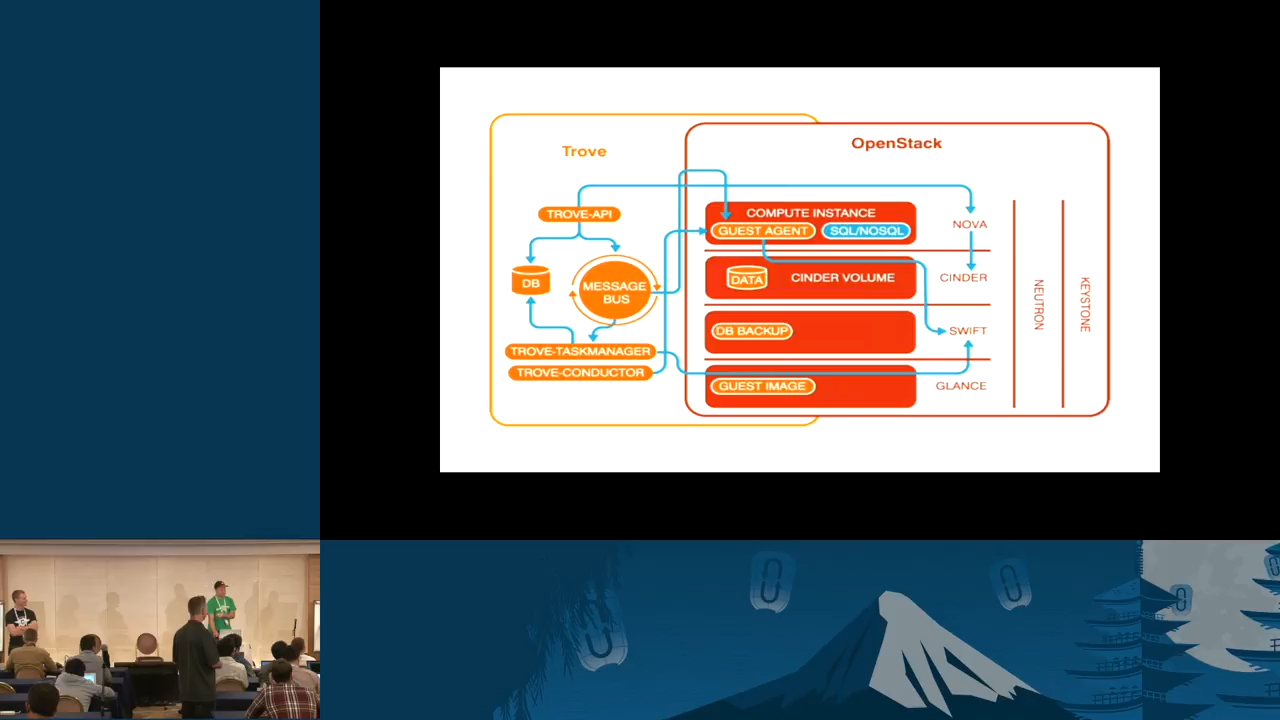 Trove
OpenStack
TROVE-API
COMPUTE INSTANCE
GUEST AGENT
SQL/NOSQL
NOVA
DB
MESSAGE
BUS
DATA
CINDER VOLUME
CINDER
DB BACKUP
SWIFT
TROVE-TASKMANAGER
TROVE-CONDUCTOR
GUEST IMAGE
GLANCE
NEUTRON
KEYSTONE